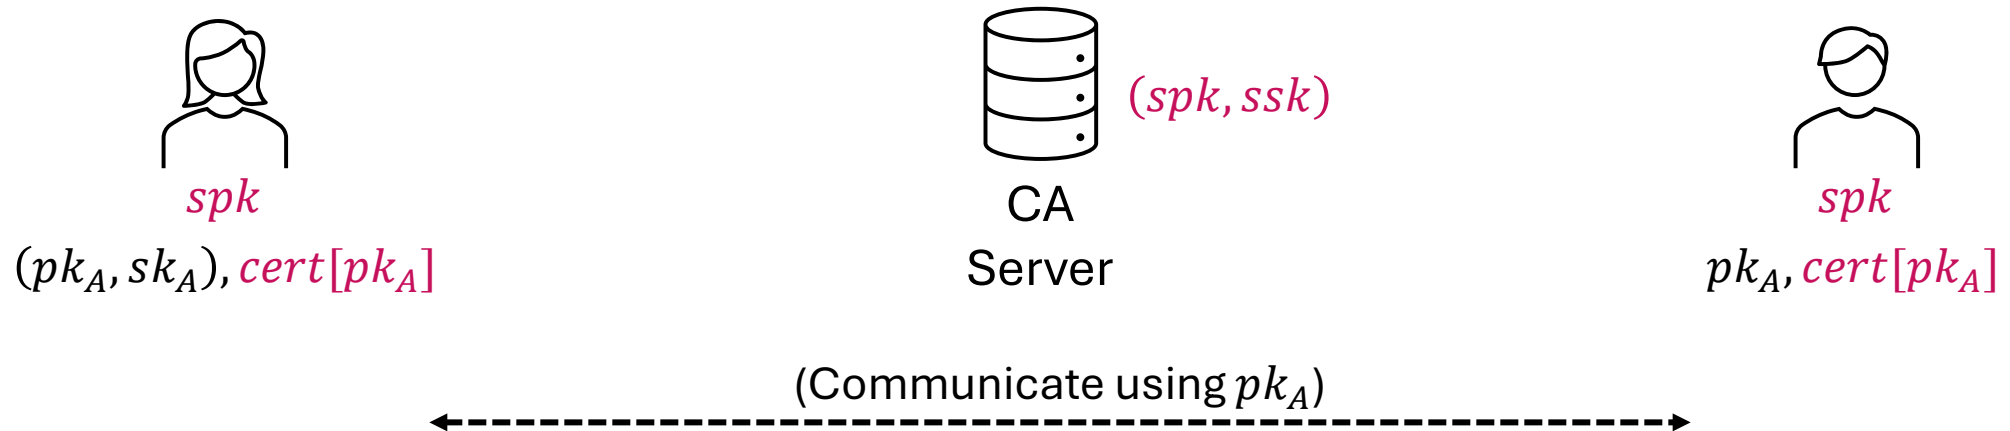 (spk, ssk)
spk
CA
Server
spk
(pk_A, sk_A), cert[pk_A]
pk_A, cert[pk_A]
(Communicate using pk_A)